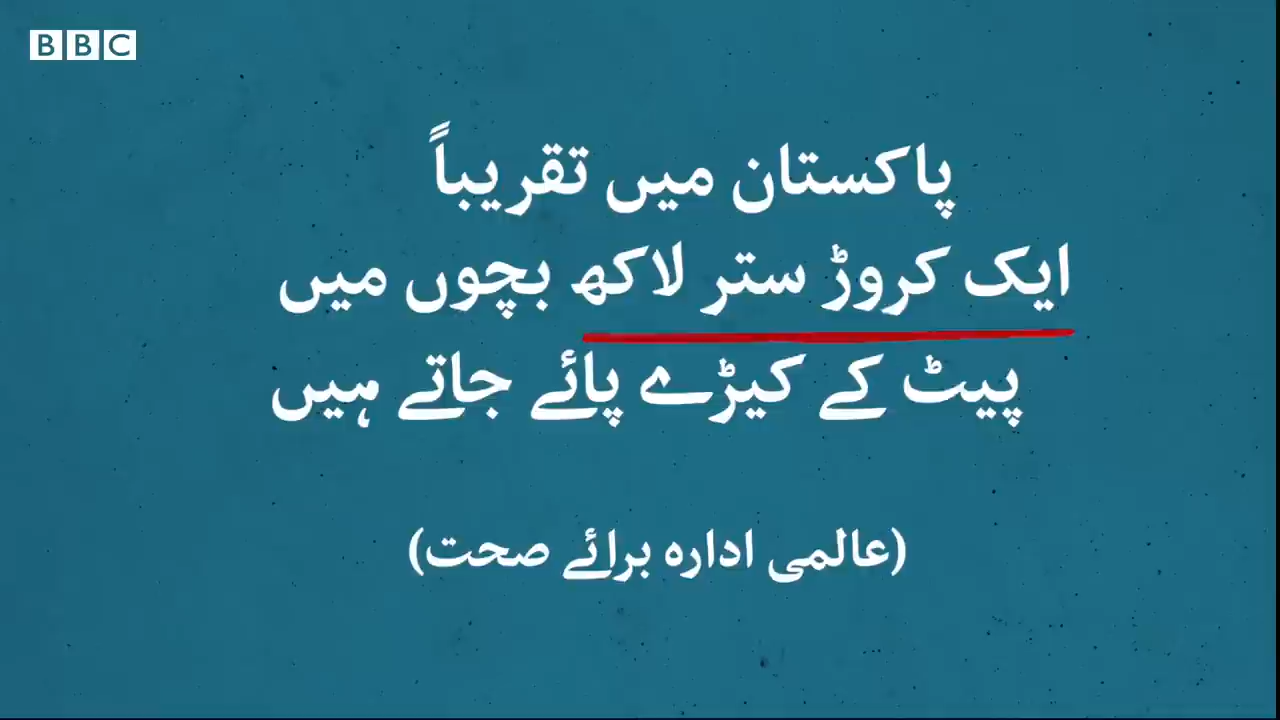 BBC
پاکستان میں تقریباً
ایک کروڑ ستر لاکھ بچوں میں
پیٹ کے کیڑے پائے جاتے ہیں
(عالمی ادارہ برائے صحت)